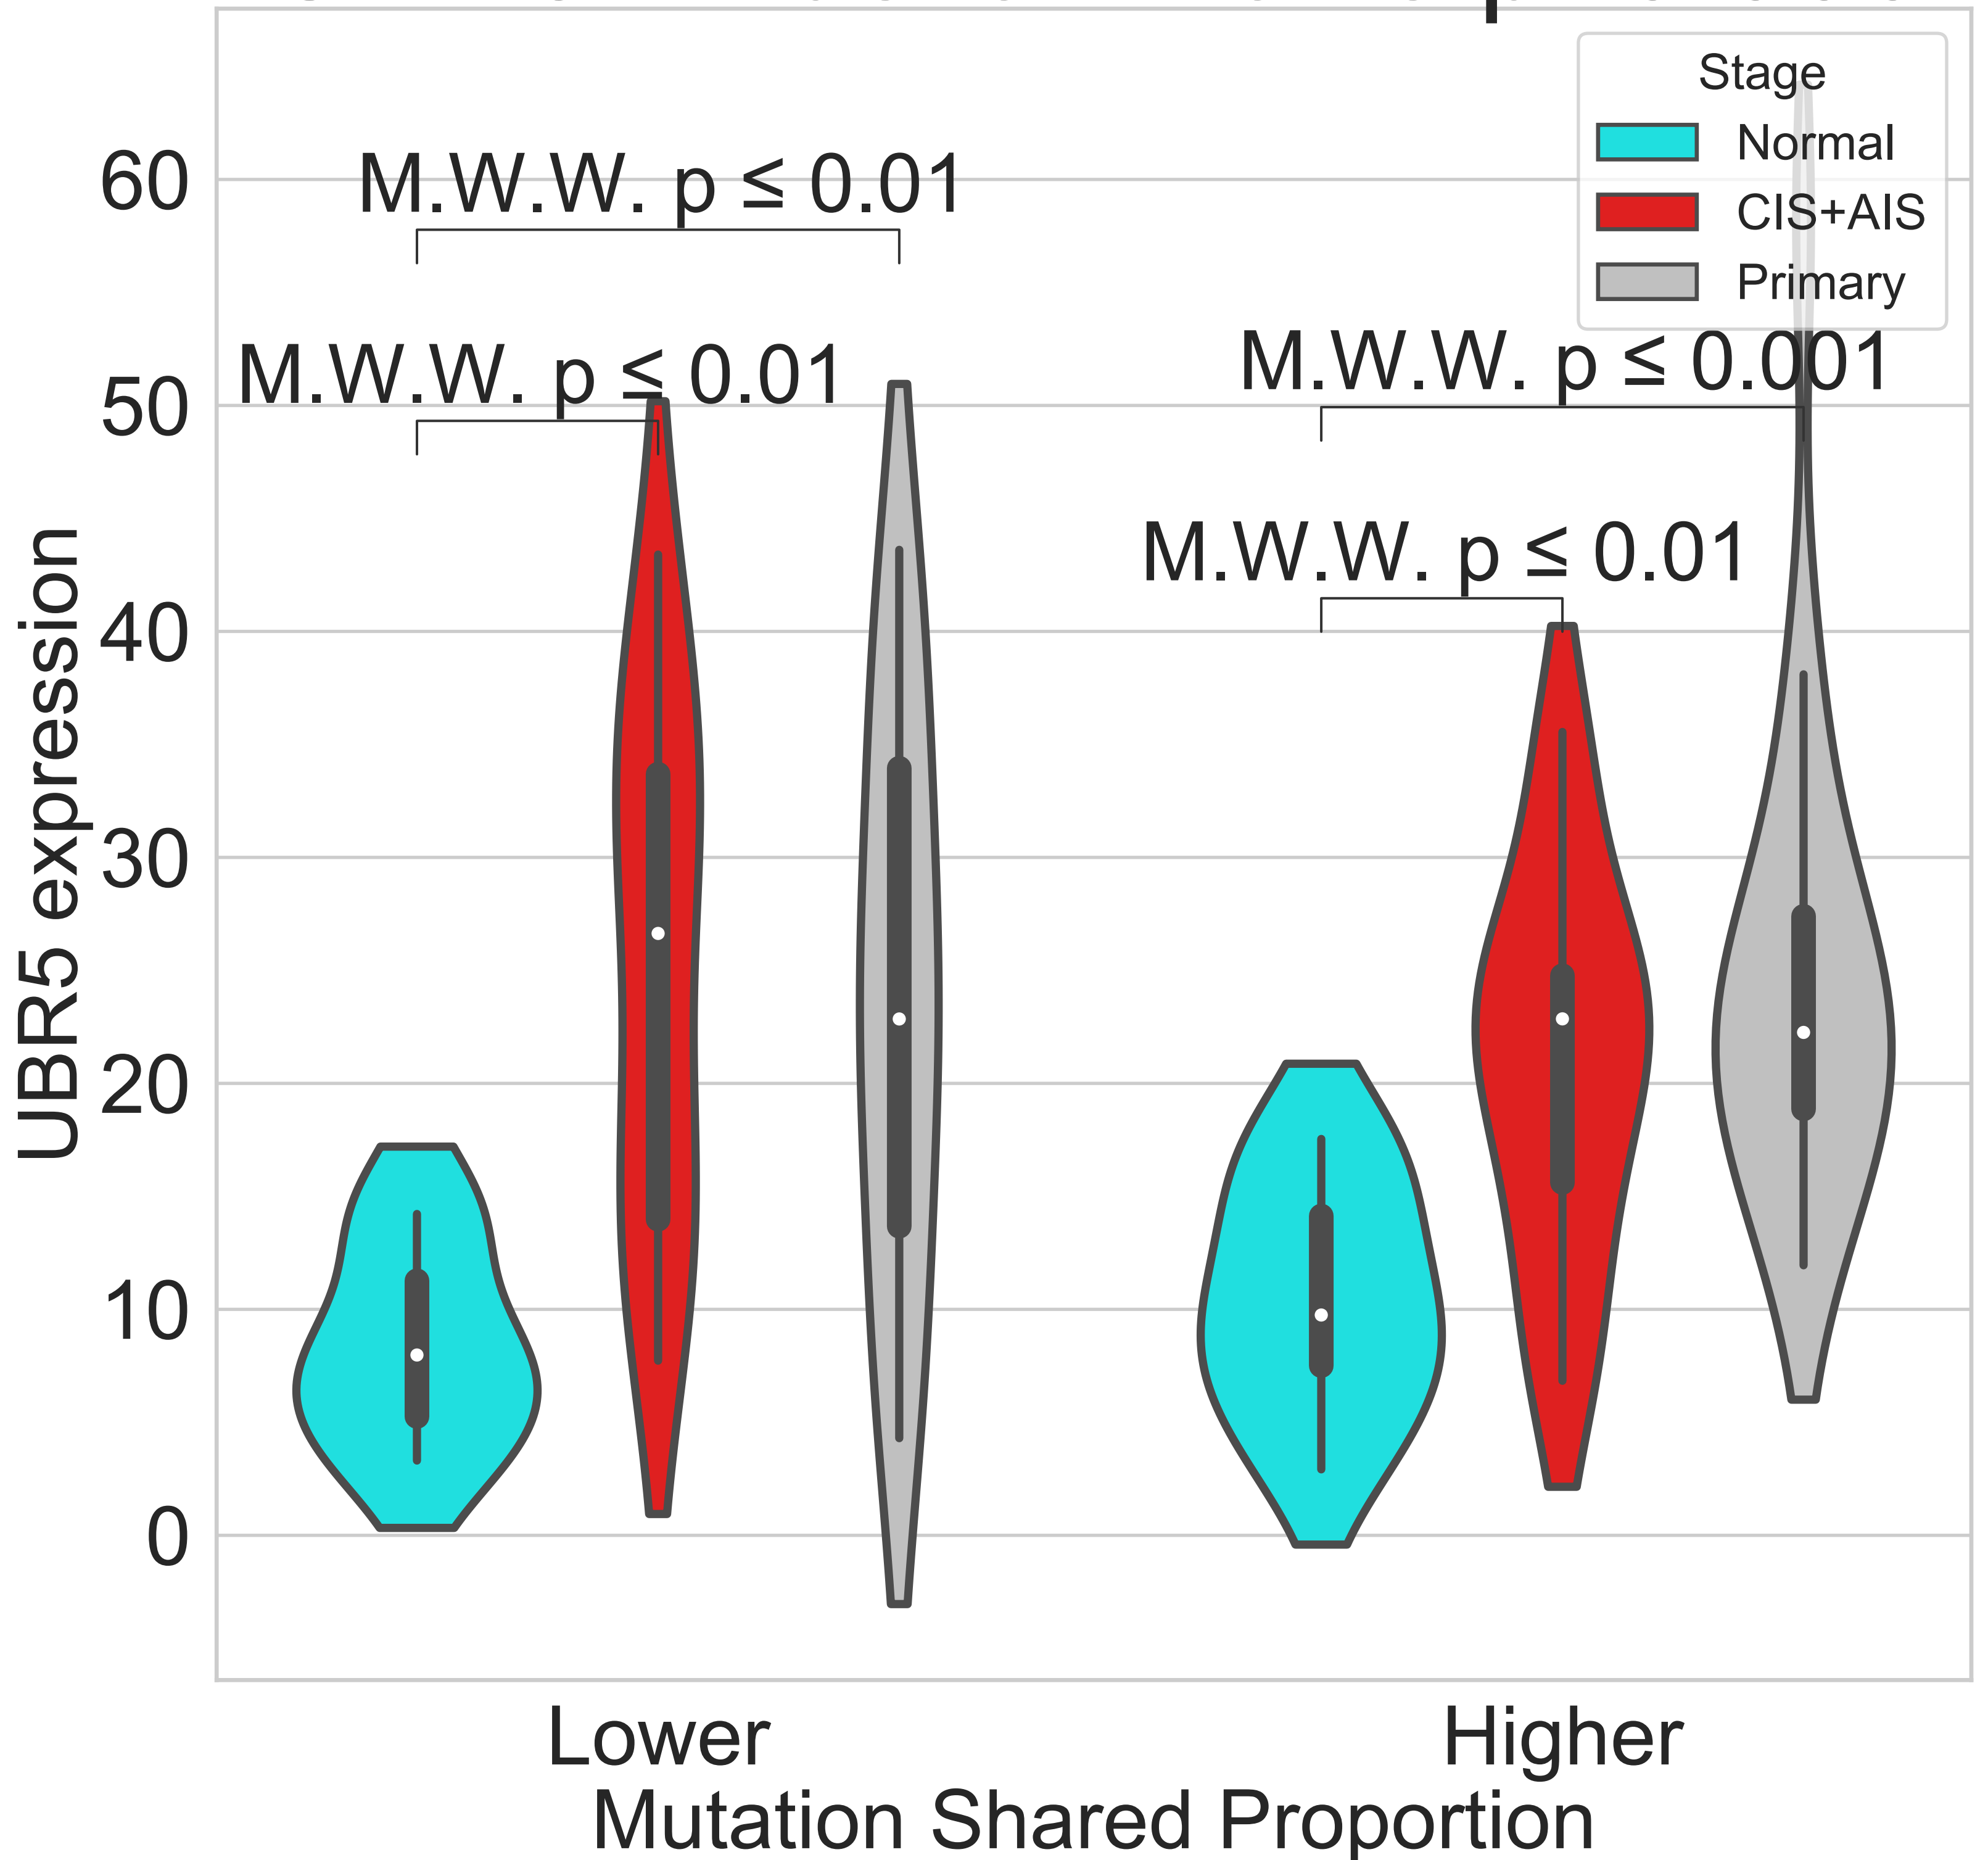 Stage
Normal
CIS+AIS
Primary
M.W.W. p ≤ 0.01
M.W.W. p ≤ 0.01
M.W.W. p ≤ 0.001
M.W.W. p ≤ 0.01
60
50
40
30
20
10
0
UBR5 expression
Lower
Higher
Mutation Shared Proportion